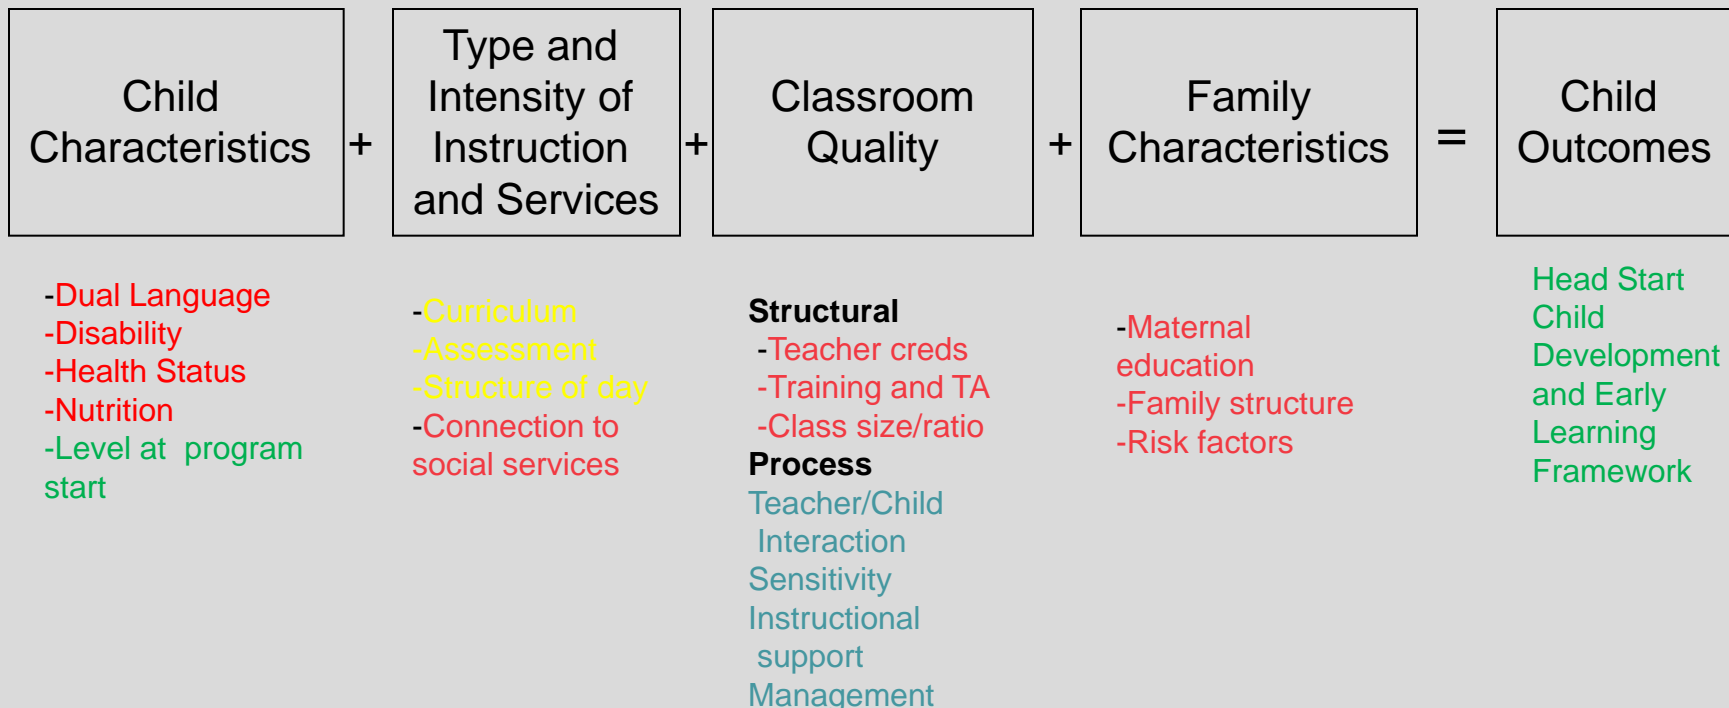 Child
Characteristics
+
Type and
Intensity of
Instruction
and Services
+
Classroom
Quality
+
Family
Characteristics
=
Child
Outcomes
-Dual Language
-Disability
-Health Status
-Nutrition
-Level at program
start
-Curriculum
-Assessment
-Structure of day
-Connection to
social services
Structural
-Teacher creds
-Training and TA
-Class size/ratio
Process
Teacher/Child
Interaction
Sensitivity
Instructional
support
Management
-Maternal
education
-Family structure
-Risk factors
Head Start
Child
Development
and Early
Learning
Framework